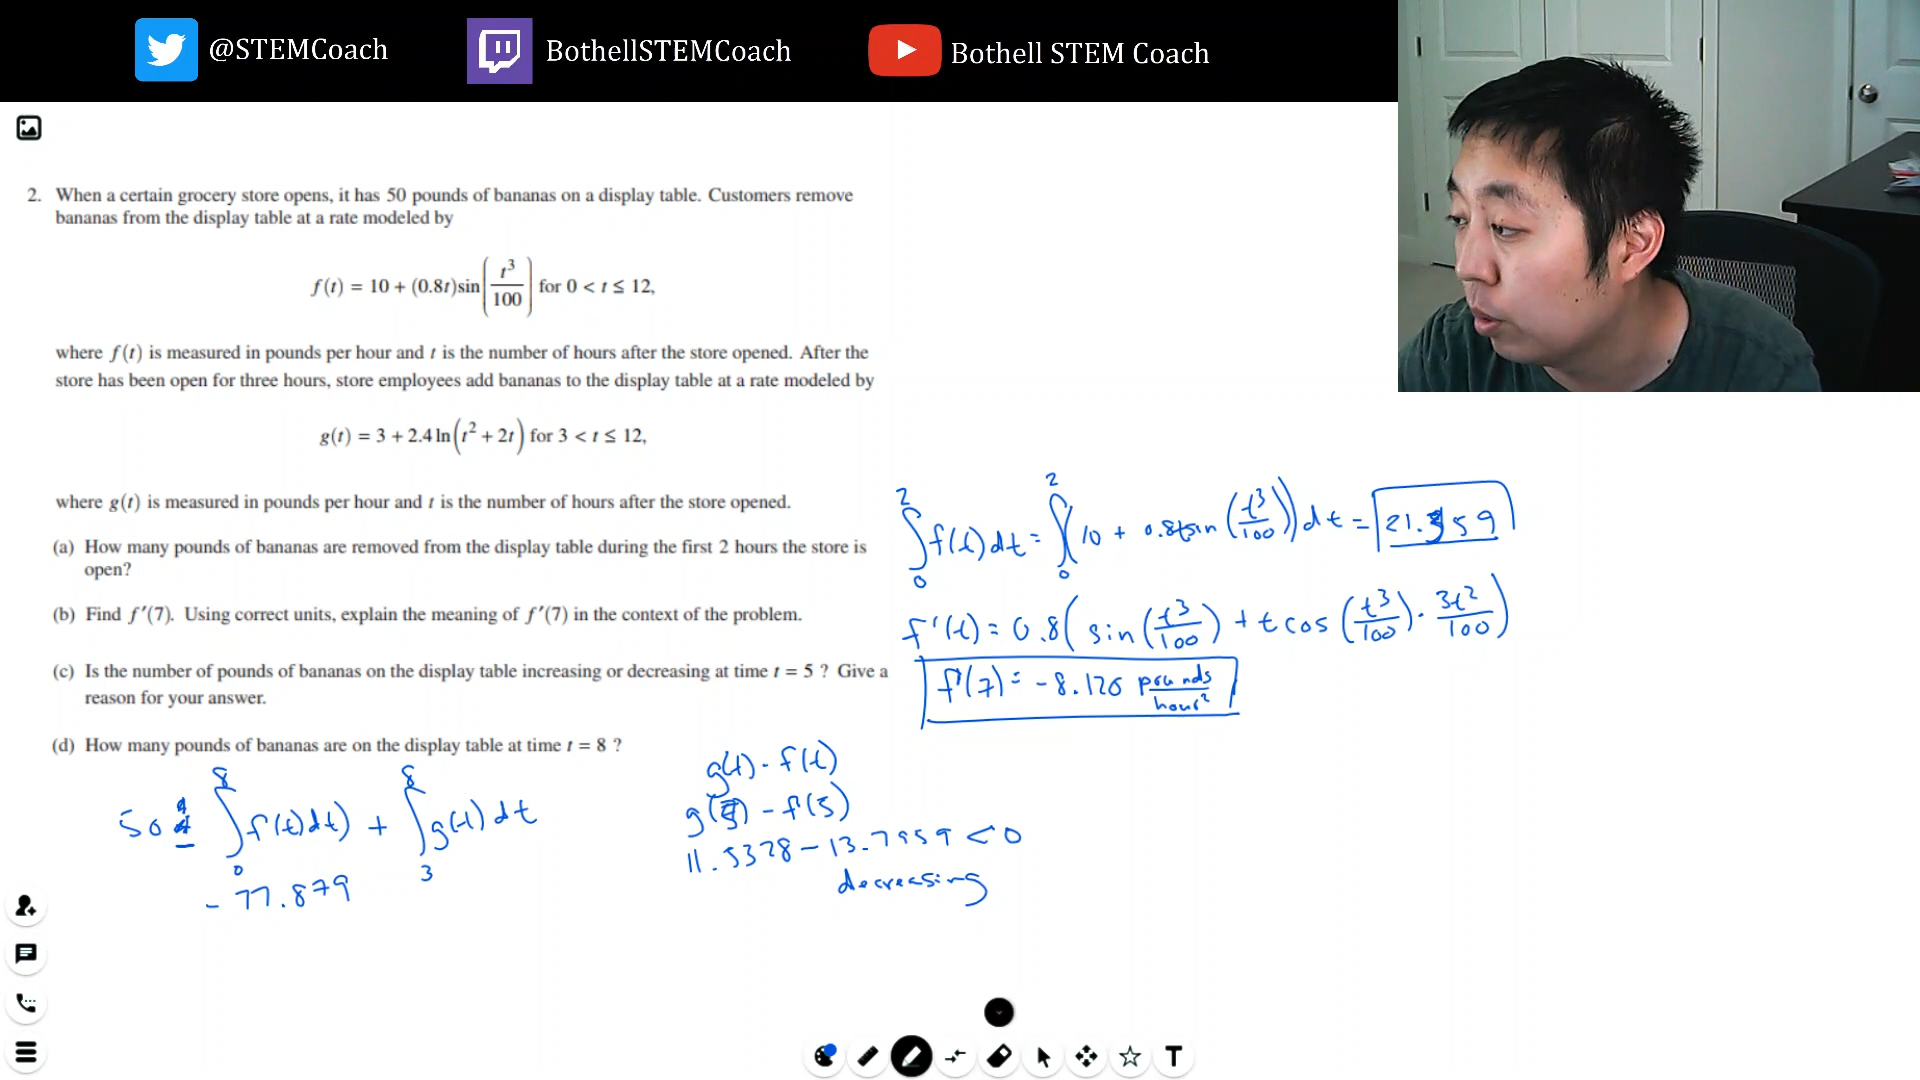 @STEMCoach BothellSTEMCoach Bothell STEM Coach
2. When a certain grocery store opens, it has 50 pounds of bananas on a display table. Customers remove
bananas from the display table at a rate modeled by
f(t) = 10 + (0.8t)sin(t³/100) for 0 < t ≤ 12,
where f(t) is measured in pounds per hour and t is the number of hours after the store opened. After the
store has been open for three hours, store employees add bananas to the display table at a rate modeled by
g(t) = 3 + 2.4 ln(t² + 2t) for 3 < t ≤ 12,
where g(t) is measured in pounds per hour and t is the number of hours after the store opened.
(a) How many pounds of bananas are removed from the display table during the first 2 hours the store is
open?
(b) Find f′(7). Using correct units, explain the meaning of f′(7) in the context of the problem.
(c) Is the number of pounds of bananas on the display table increasing or decreasing at time t = 5 ? Give a
reason for your answer.
(d) How many pounds of bananas are on the display table at time t = 8 ?
∫₀² f(t)dt = ∫₀² (10 + 0.8t sin(t³/100)) dt = 21. 59
f'(t) = 0.8( sin(t³/100) + t cos(t³/100) · 3t²/100 )
f'(7) = -8.120 pounds/hour²
g(t) - f(t)
g(5) - f(5)
11.5328 - 13.7959 < 0
decreasing
50 - ∫₀⁸ f(t)dt) + ∫₃⁸ g(t)dt
- 77.879
T